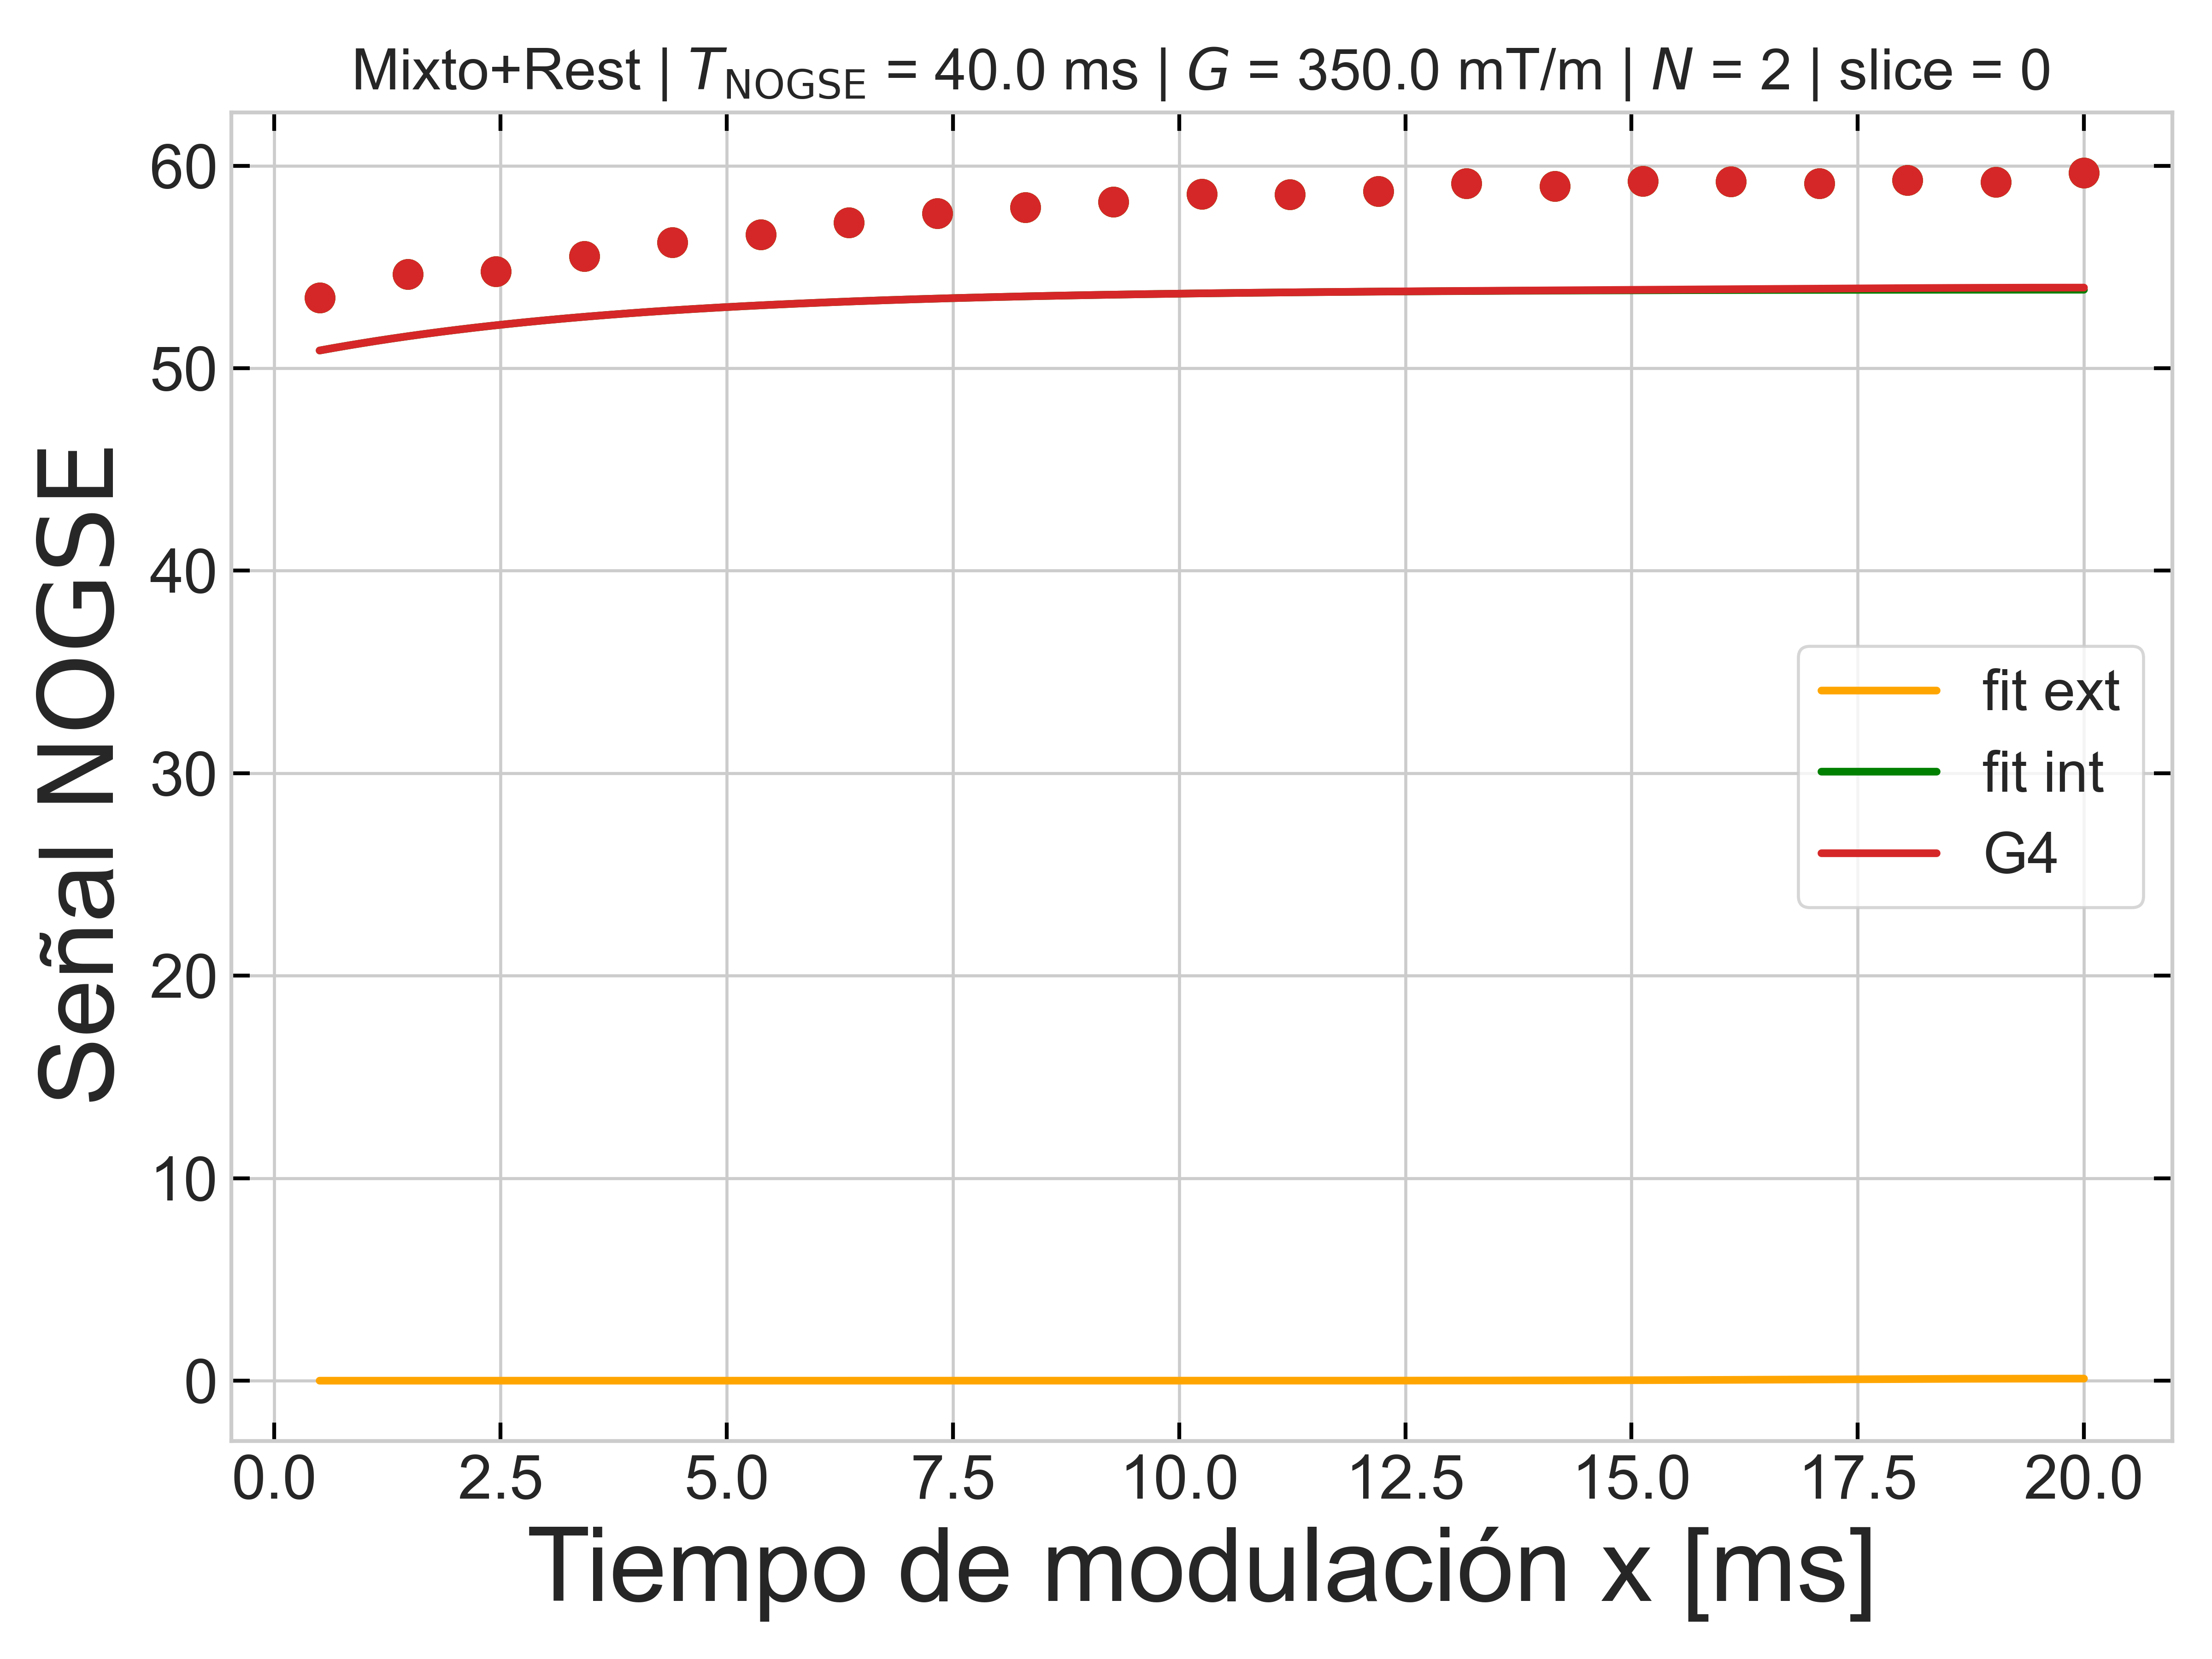 Mixto+Rest | T_NOGSE = 40.0 ms | G = 350.0 mT/m | N = 2 | slice = 0
Señal NOGSE
60
50
40
30
20
10
0
fit ext
fit int
G4
0.0 2.5 5.0 7.5 10.0 12.5 15.0 17.5 20.0
Tiempo de modulación x [ms]